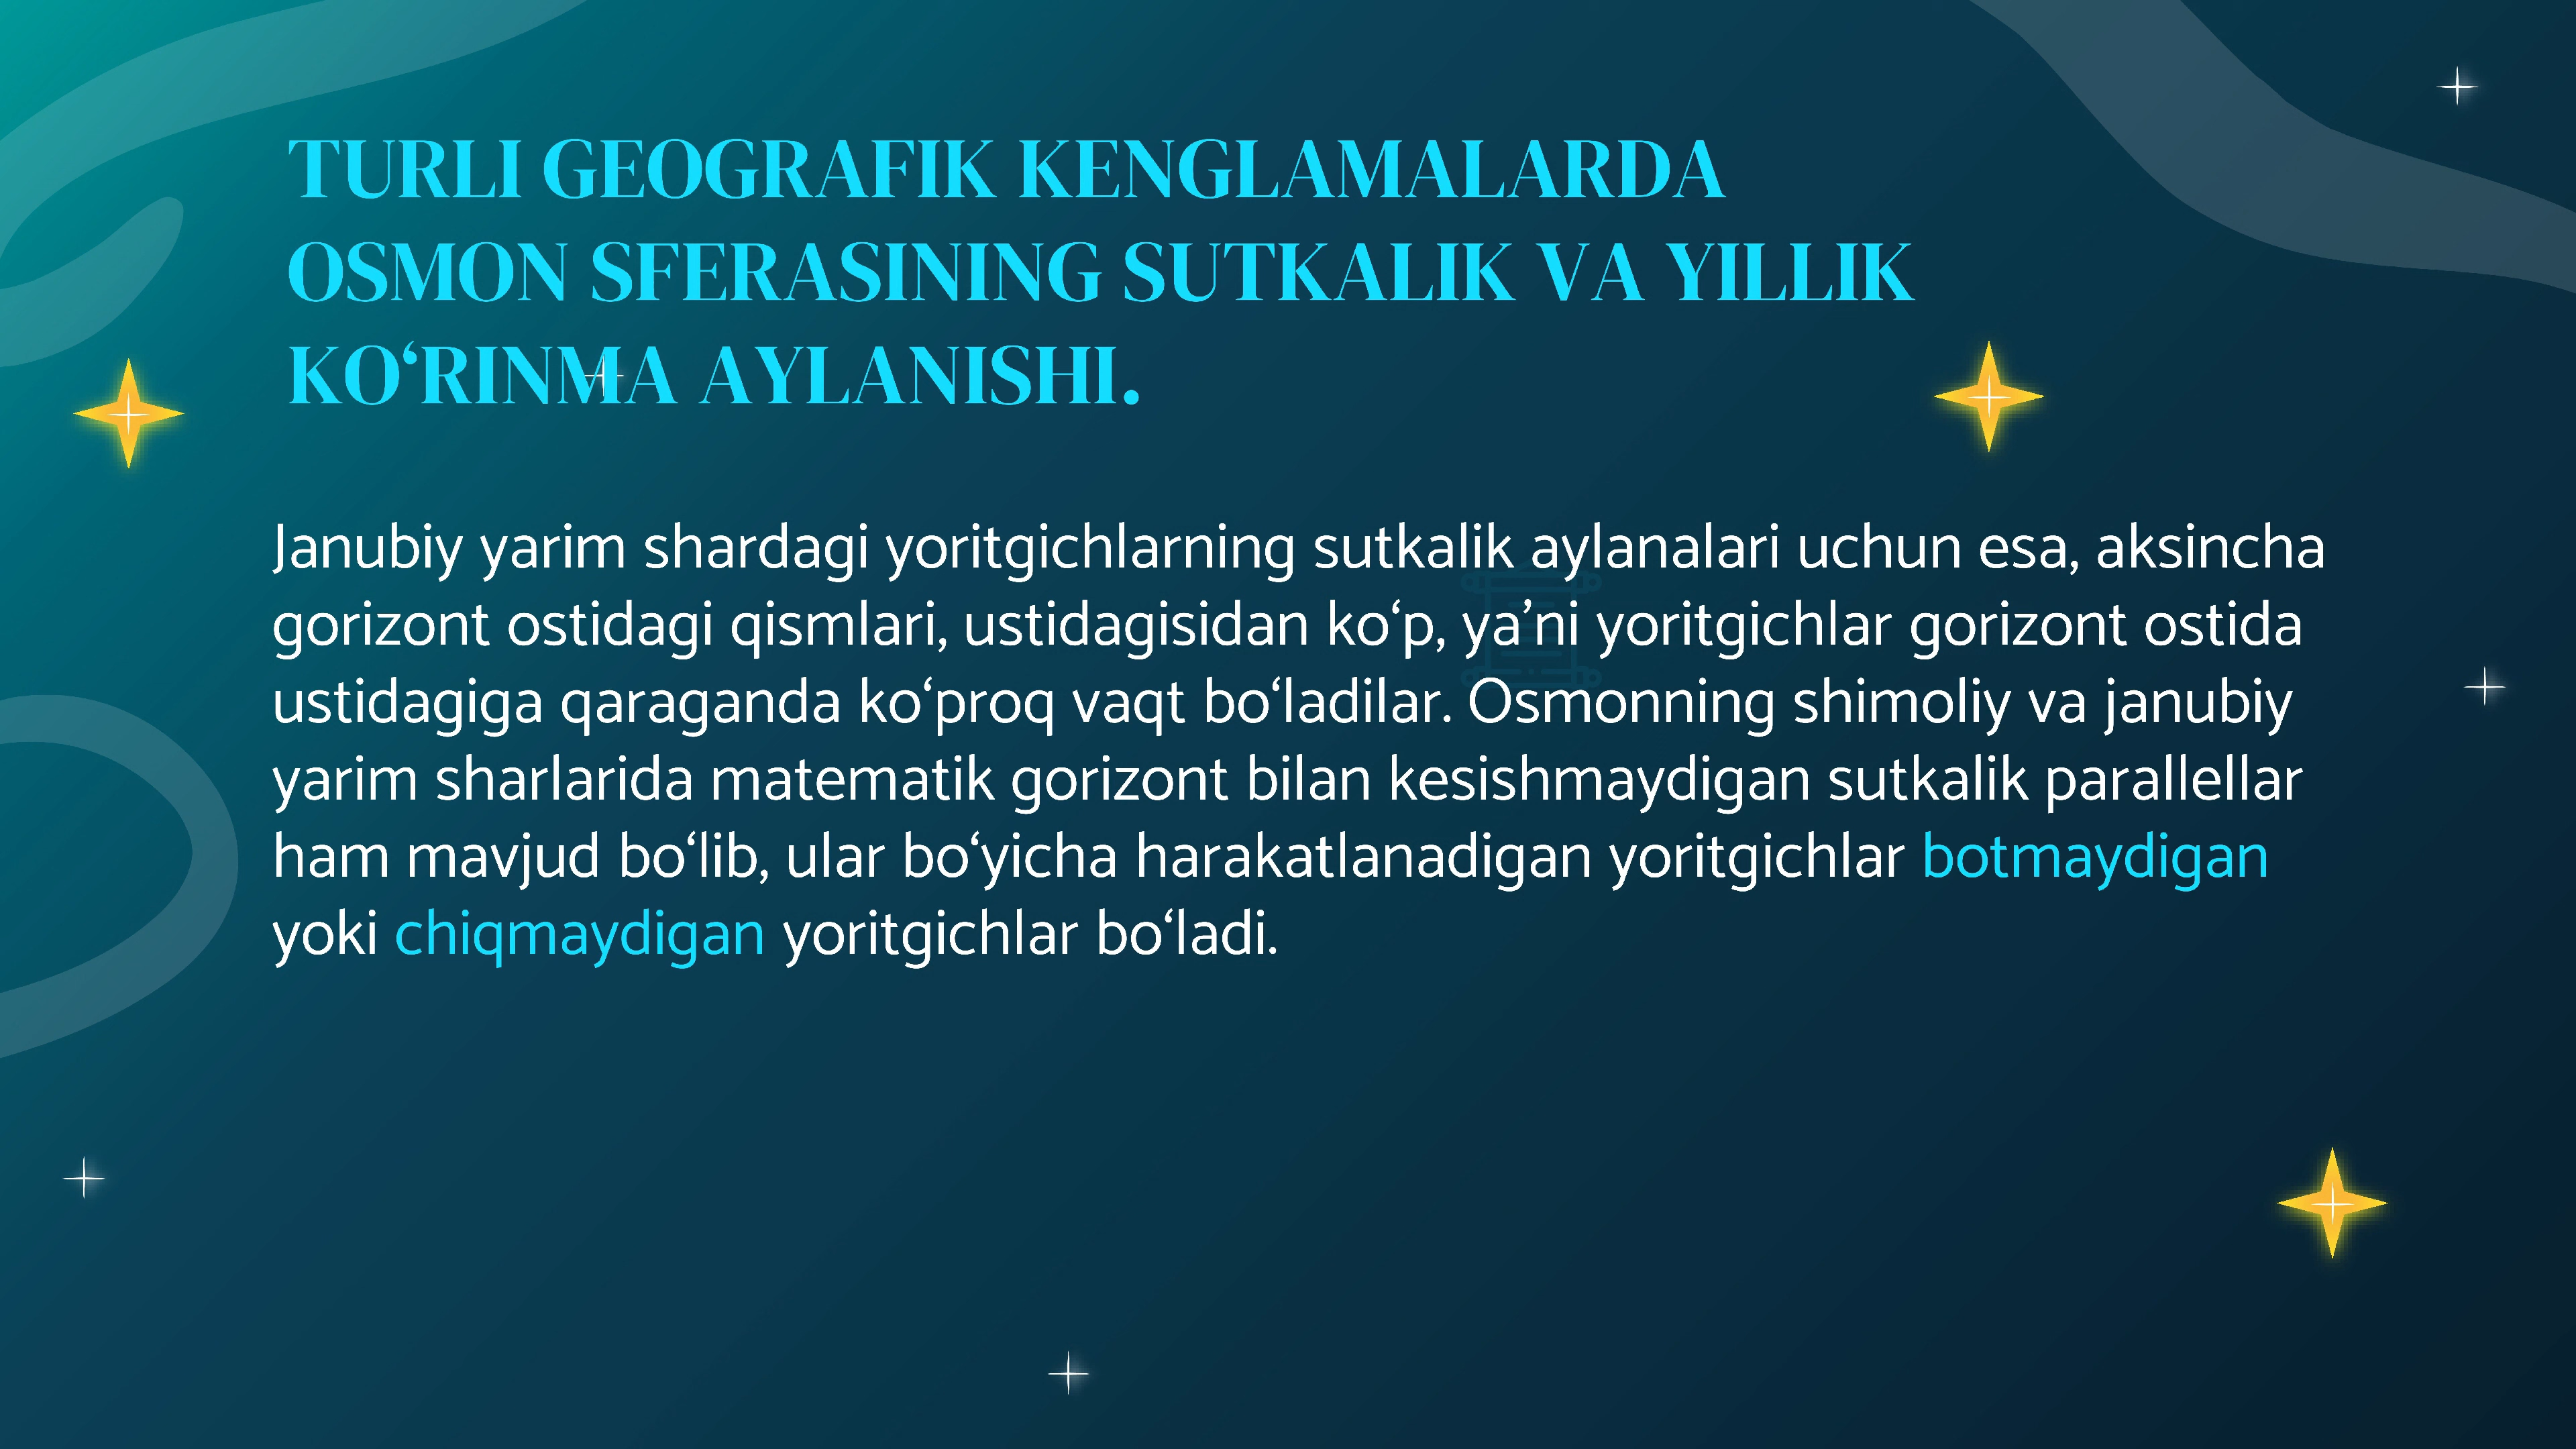 TURLI GEOGRAFIK KENGLAMALARDA
OSMON SFERASINING SUTKALIK VA YILLIK
KO‘RINMA AYLANISHI.
Janubiy yarim shardagi yoritgichlarning sutkalik aylanalari uchun esa, aksincha
gorizont ostidagi qismlari, ustidagisidan ko‘p, ya’ni yoritgichlar gorizont ostida
ustidagiga qaraganda ko‘proq vaqt bo‘ladilar. Osmonning shimoliy va janubiy
yarim sharlarida matematik gorizont bilan kesishmaydigan sutkalik parallellar
ham mavjud bo‘lib, ular bo‘yicha harakatlanadigan yoritgichlar botmaydigan
yoki chiqmaydigan yoritgichlar bo‘ladi.